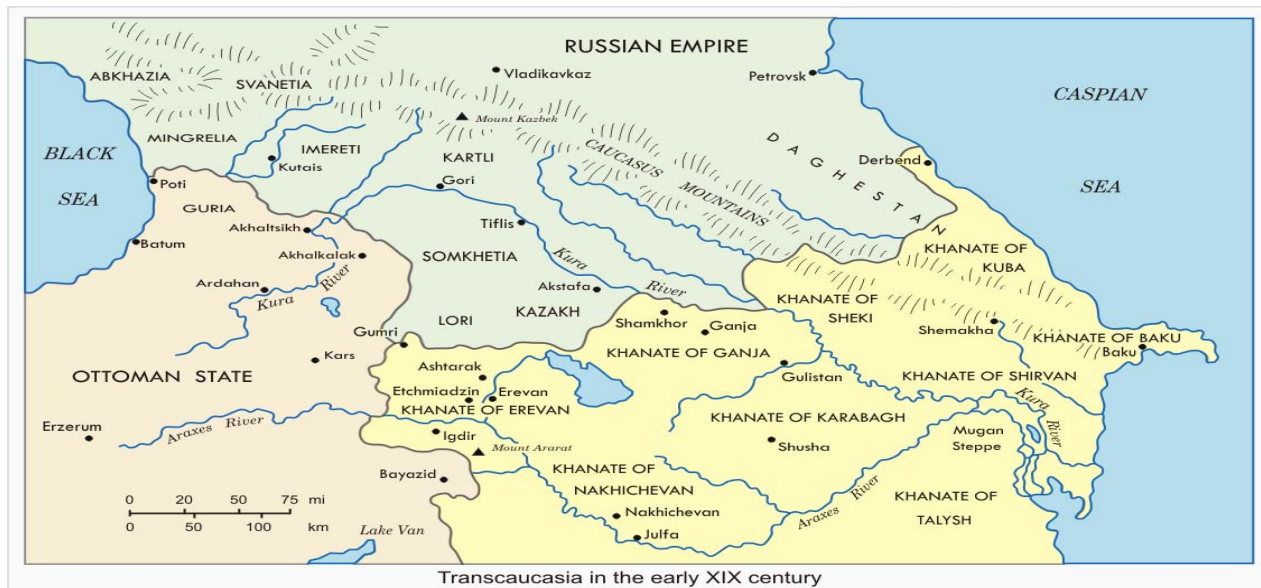 RUSSIAN EMPIRE
ABKHAZIA
SVANETIA
Vladikavkaz
Petrovsk
CASPIAN
SEA
Mount Kazbek
MINGRELIA
IMERETI
Kutais
KARTLI
Gori
CAUCASUS
MOUNTAINS
DAGHESTAN
Derbend
BLACK
SEA
Poti
GURIA
Batum
Akhaltsikh
Akhalkalak
Ardahan
Kura River
Tiflis
SOMKHETIA
Kura
River
Akstafa
LORI
KAZAKH
KHANATE OF
KUBA
KHANATE OF
SHEKI
Shamkhor
Ganja
KHANATE OF GANJA
Shemakha
KHANATE OF BAKU
Baku
Gumri
Kars
OTTOMAN STATE
Ashtarak
Etchmiadzin
Erevan
KHANATE OF EREVAN
Gulistan
KHANATE OF SHIRVAN
Kura
River
Erzerum
Araxes River
Igdir
Mount Ararat
KHANATE OF KARABAGH
Shusha
Mugan
Steppe
Bayazid
KHANATE OF
NAKHICHEVAN
Nakhichevan
Julfa
Araxes River
KHANATE OF
TALYSH
0 20 50 75 mi
0 50 100 km
Lake Van
Transcaucasia in the early XIX century